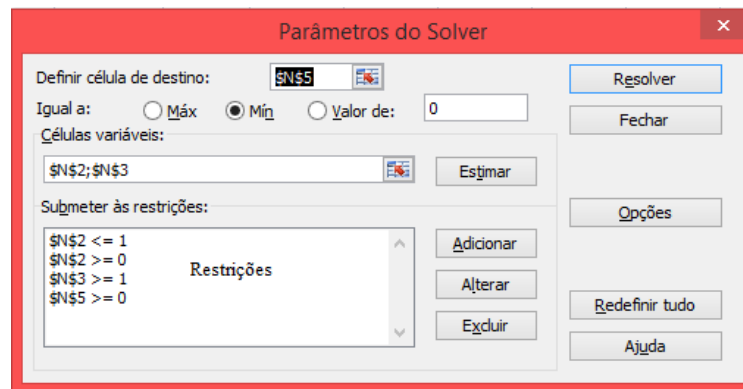 Parâmetros do Solver
Definir célula de destino: $N$5
Igual a: Máx Mín Valor de: 0
Células variáveis:
$N$2;$N$3
Estimar
Submeter às restrições:
$N$2 <= 1
$N$2 >= 0
$N$3 >= 1
$N$5 >= 0
Restrições
Adicionar
Alterar
Excluir
Resolver
Fechar
Opções
Redefinir tudo
Ajuda